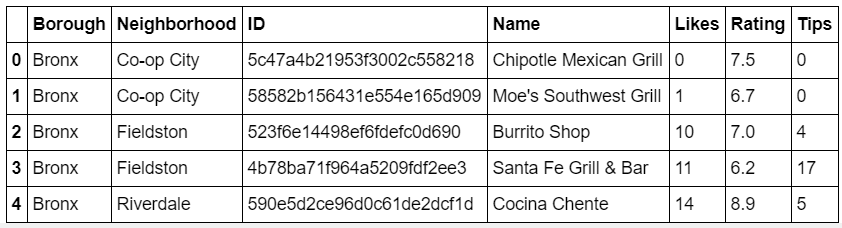 Borough Neighborhood ID Name Likes Rating Tips
0 Bronx Co-op City 5c47a4b21953f3002c558218 Chipotle Mexican Grill 0 7.5 0
1 Bronx Co-op City 58582b156431e554e165d909 Moe's Southwest Grill 1 6.7 0
2 Bronx Fieldston 523f6e14498ef6fdefc0d690 Burrito Shop 10 7.0 4
3 Bronx Fieldston 4b78ba71f964a5209fdf2ee3 Santa Fe Grill & Bar 11 6.2 17
4 Bronx Riverdale 590e5d2ce96d0c61de2dcf1d Cocina Chente 14 8.9 5